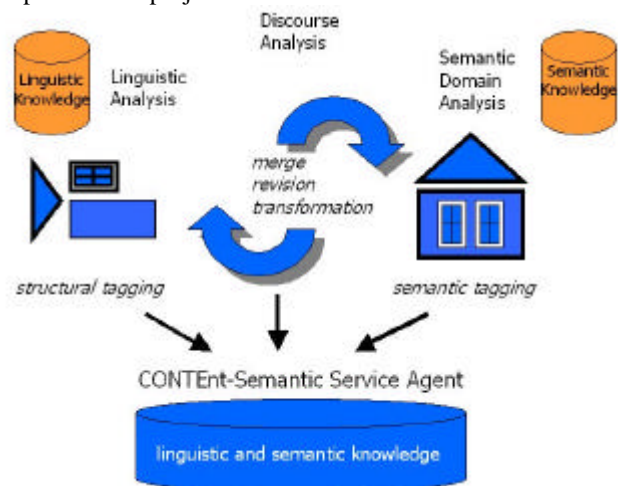 Discourse
Analysis
Linguistic
Knowledge
Linguistic
Analysis
Semantic
Domain
Analysis
Semantic
Knowledge
merge
revision
transformation
structural tagging
semantic tagging
CONTEnt-Semantic Service Agent
linguistic and semantic knowledge